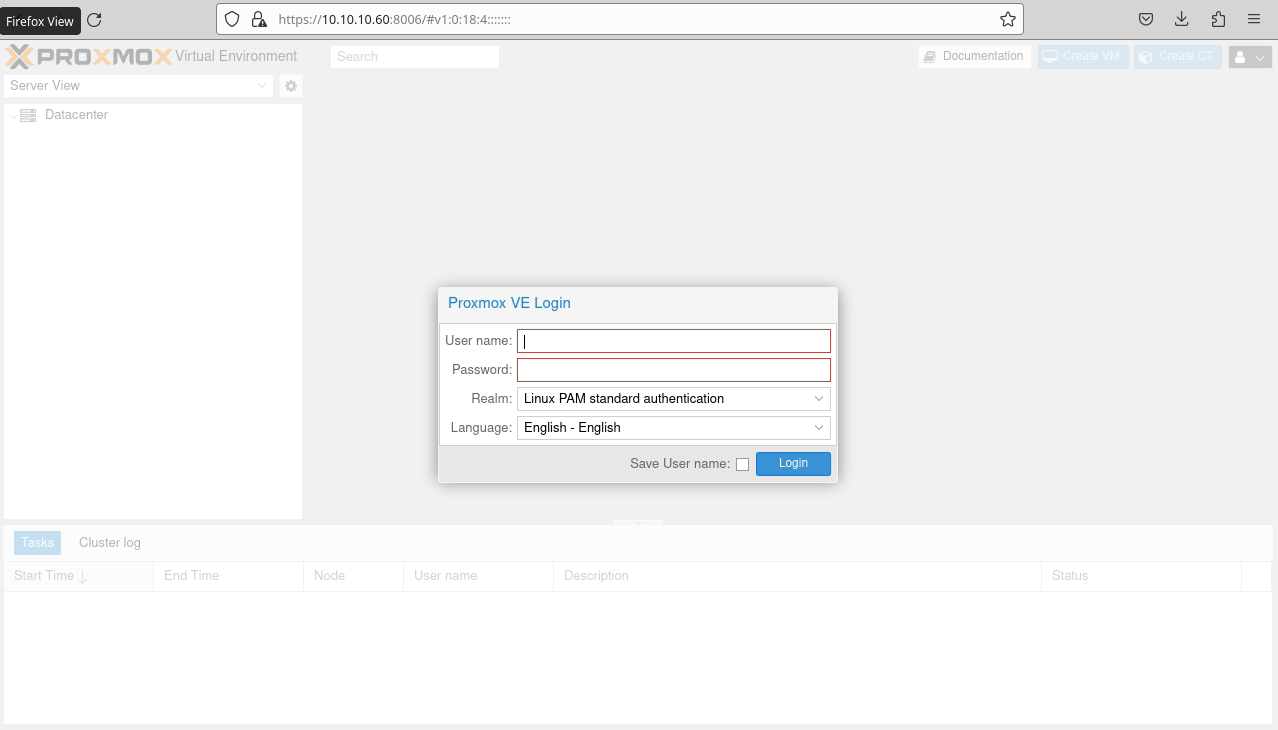 Firefox View
https://10.10.10.60:8006/#v1:0:18:4:::::::
PROXMOX Virtual Environment
Search
Documentation
Create VM
Create CT
Server View
Datacenter
Proxmox VE Login
User name:
Password:
Realm: Linux PAM standard authentication
Language: English - English
Save User name:
Login
Tasks
Cluster log
Start Time
End Time
Node
User name
Description
Status